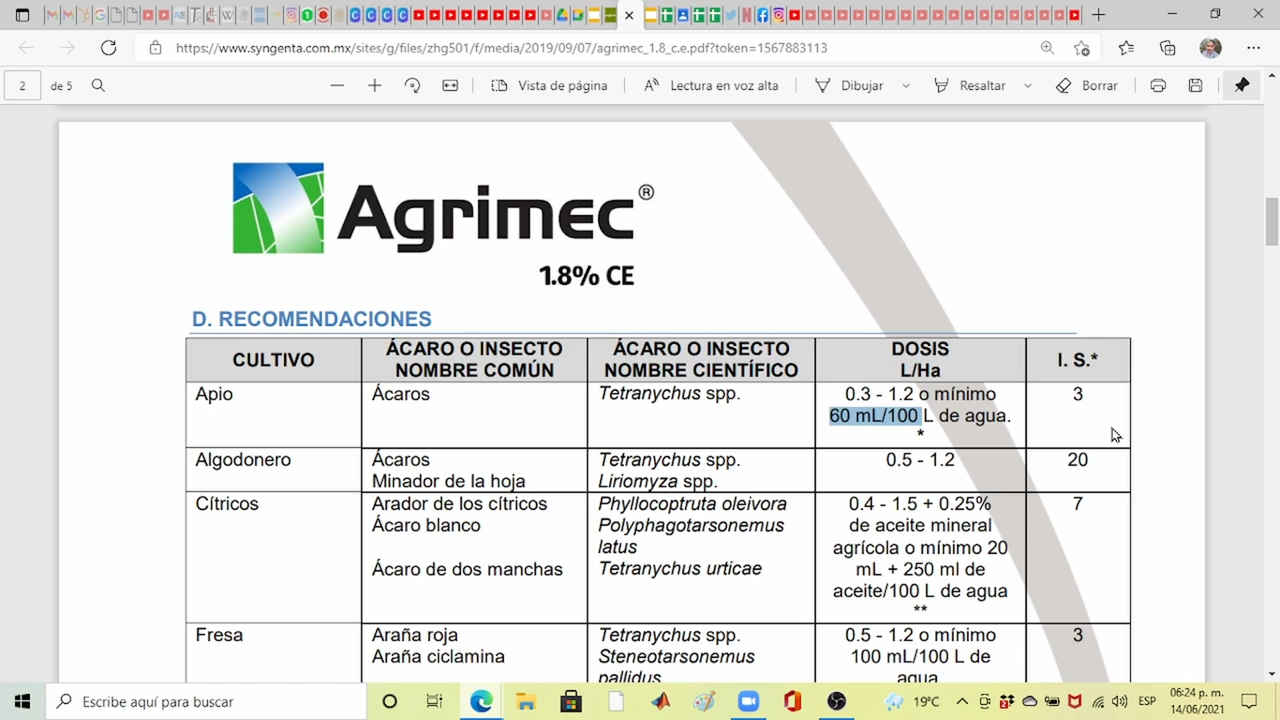 https://www.syngenta.com.mx/sites/g/files/zhg501/f/media/2019/09/07/agrimec_1.8_c.e.pdf?token=1567883113
2 de 5
Vista de página
Lectura en voz alta
Dibujar
Resaltar
Borrar
Agrimec®
1.8% CE
D. RECOMENDACIONES
CULTIVO
ÁCARO O INSECTO
NOMBRE COMÚN
ÁCARO O INSECTO
NOMBRE CIENTÍFICO
DOSIS
L/Ha
I. S.*
Apio
Ácaros
Tetranychus spp.
0.3 - 1.2 o mínimo
60 mL/100 L de agua.
*
3
Algodonero
Ácaros
Minador de la hoja
Tetranychus spp.
Liriomyza spp.
0.5 - 1.2
20
Cítricos
Arador de los cítricos
Ácaro blanco
Ácaro de dos manchas
Phyllocoptruta oleivora
Polyphagotarsonemus
latus
Tetranychus urticae
0.4 - 1.5 + 0.25%
de aceite mineral
agrícola o mínimo 20
mL + 250 ml de
aceite/100 L de agua
**
7
Fresa
Araña roja
Araña ciclamina
Tetranychus spp.
Steneotarsonemus
pallidus
0.5 - 1.2 o mínimo
100 mL/100 L de
agua
3
Escribe aquí para buscar
19°C
ESP
06:24 p. m.
14/06/2021